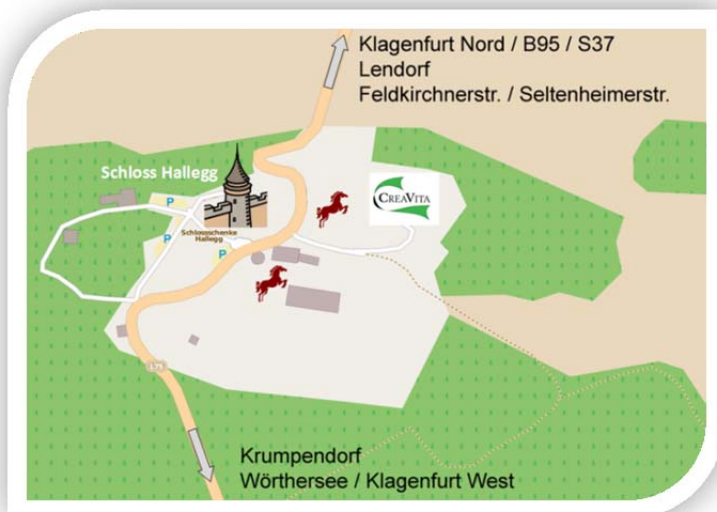 Klagenfurt Nord / B95 / S37
Lendorf
Feldkirchnerstr. / Seltenheimerstr.
Schloss Hallegg
CREAVITA
P
P
Schlossschenke
Hallegg
P
Krumpendorf
Wörthersee / Klagenfurt West